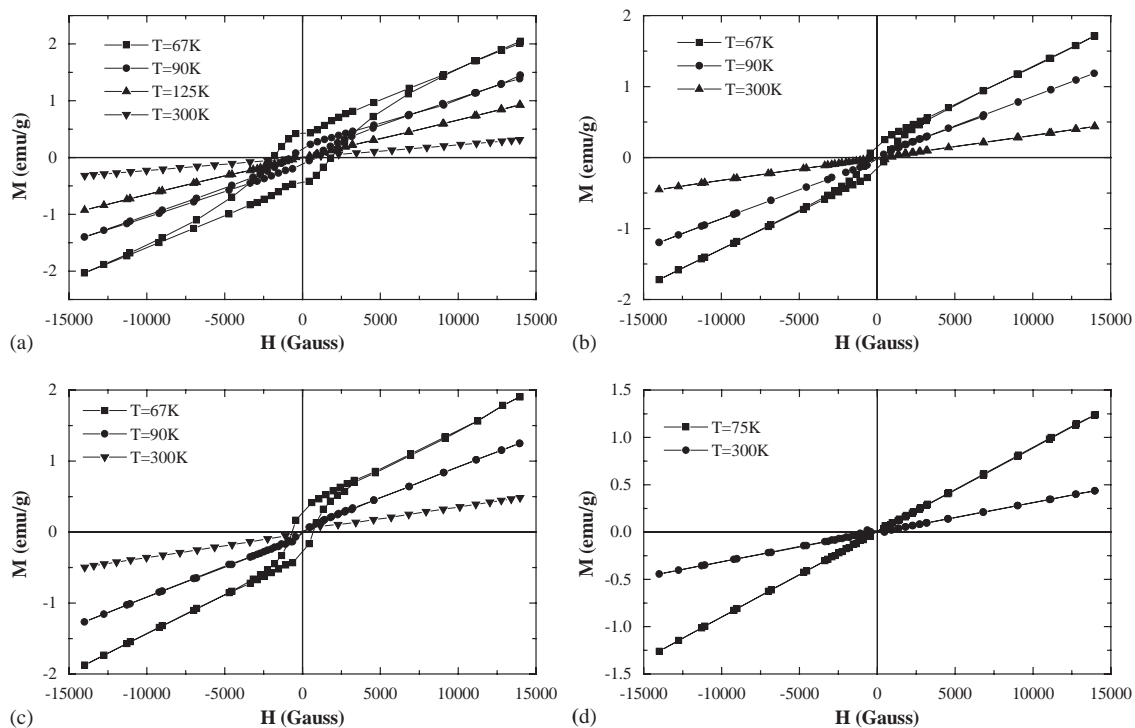 2
1
0
-1
-2
M (emu/g)
T=67K
T=90K
T=125K
T=300K
-15000 -10000 -5000 0 5000 10000 15000
(a)
H (Gauss)
2
1
0
-1
-2
M (emu/g)
T=67K
T=90K
T=300K
-15000 -10000 -5000 0 5000 10000 15000
(b)
H (Gauss)
2
1
0
-1
-2
M (emu/g)
T=67K
T=90K
T=300K
-15000 -10000 -5000 0 5000 10000 15000
(c)
H (Gauss)
1.5
1.0
0.5
0.0
-0.5
-1.0
-1.5
M (emu/g)
T=75K
T=300K
-15000 -10000 -5000 0 5000 10000 15000
(d)
H (Gauss)